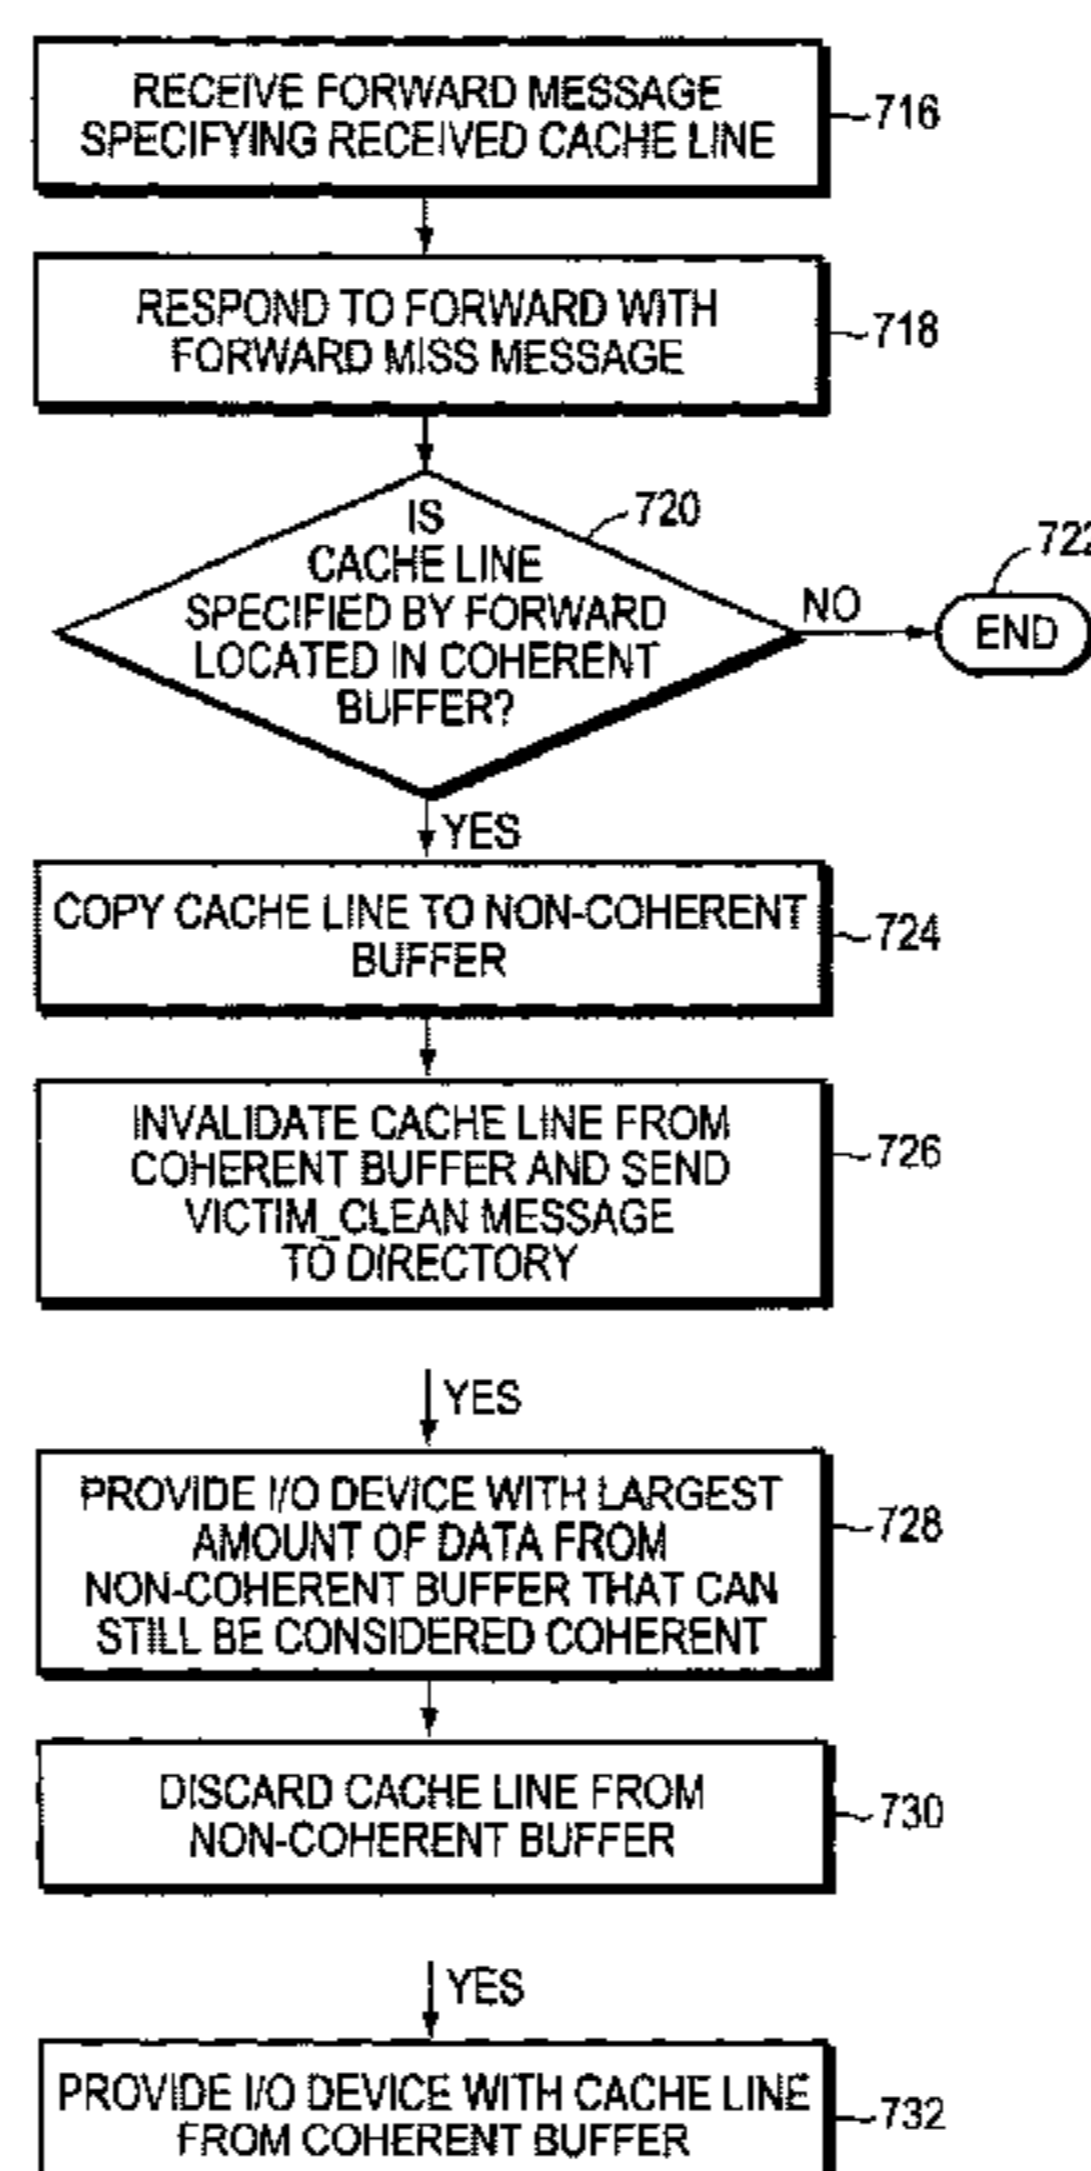 RECEIVE FORWARD MESSAGE
SPECIFYING RECEIVED CACHE LINE
716
RESPOND TO FORWARD WITH
FORWARD MISS MESSAGE
718
IS
CACHE LINE
SPECIFIED BY FORWARD
LOCATED IN COHERENT
BUFFER?
720
NO
722
END
YES
COPY CACHE LINE TO NON-COHERENT
BUFFER
724
INVALIDATE CACHE LINE FROM
COHERENT BUFFER AND SEND
VICTIM_CLEAN MESSAGE
TO DIRECTORY
726
YES
PROVIDE I/O DEVICE WITH LARGEST
AMOUNT OF DATA FROM
NON-COHERENT BUFFER THAT CAN
STILL BE CONSIDERED COHERENT
728
DISCARD CACHE LINE FROM
NON-COHERENT BUFFER
730
YES
PROVIDE I/O DEVICE WITH CACHE LINE
FROM COHERENT BUFFER
732